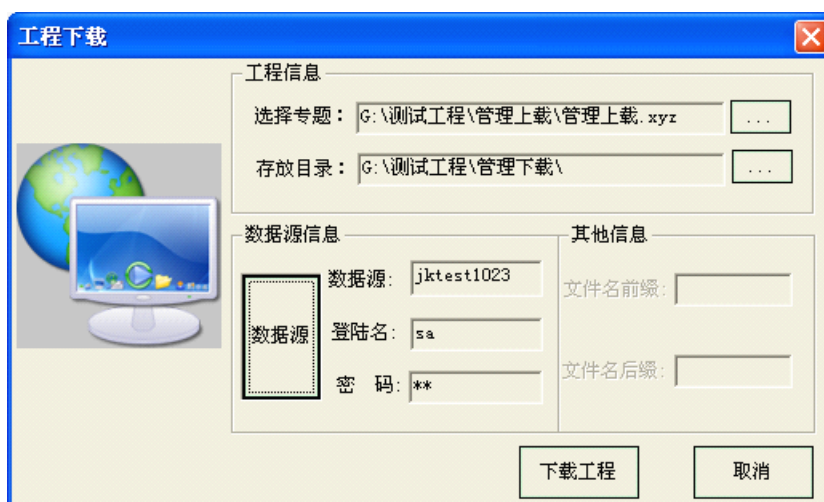 工程下载
工程信息
选择专题： G:\测试工程\管理上载\管理上载.xyz ...
存放目录： G:\测试工程\管理下载\ ...
数据源信息
数据源
数据源: jktest1023
登陆名: sa
密 码: **
其他信息
文件名前缀:
文件名后缀:
下载工程 取消